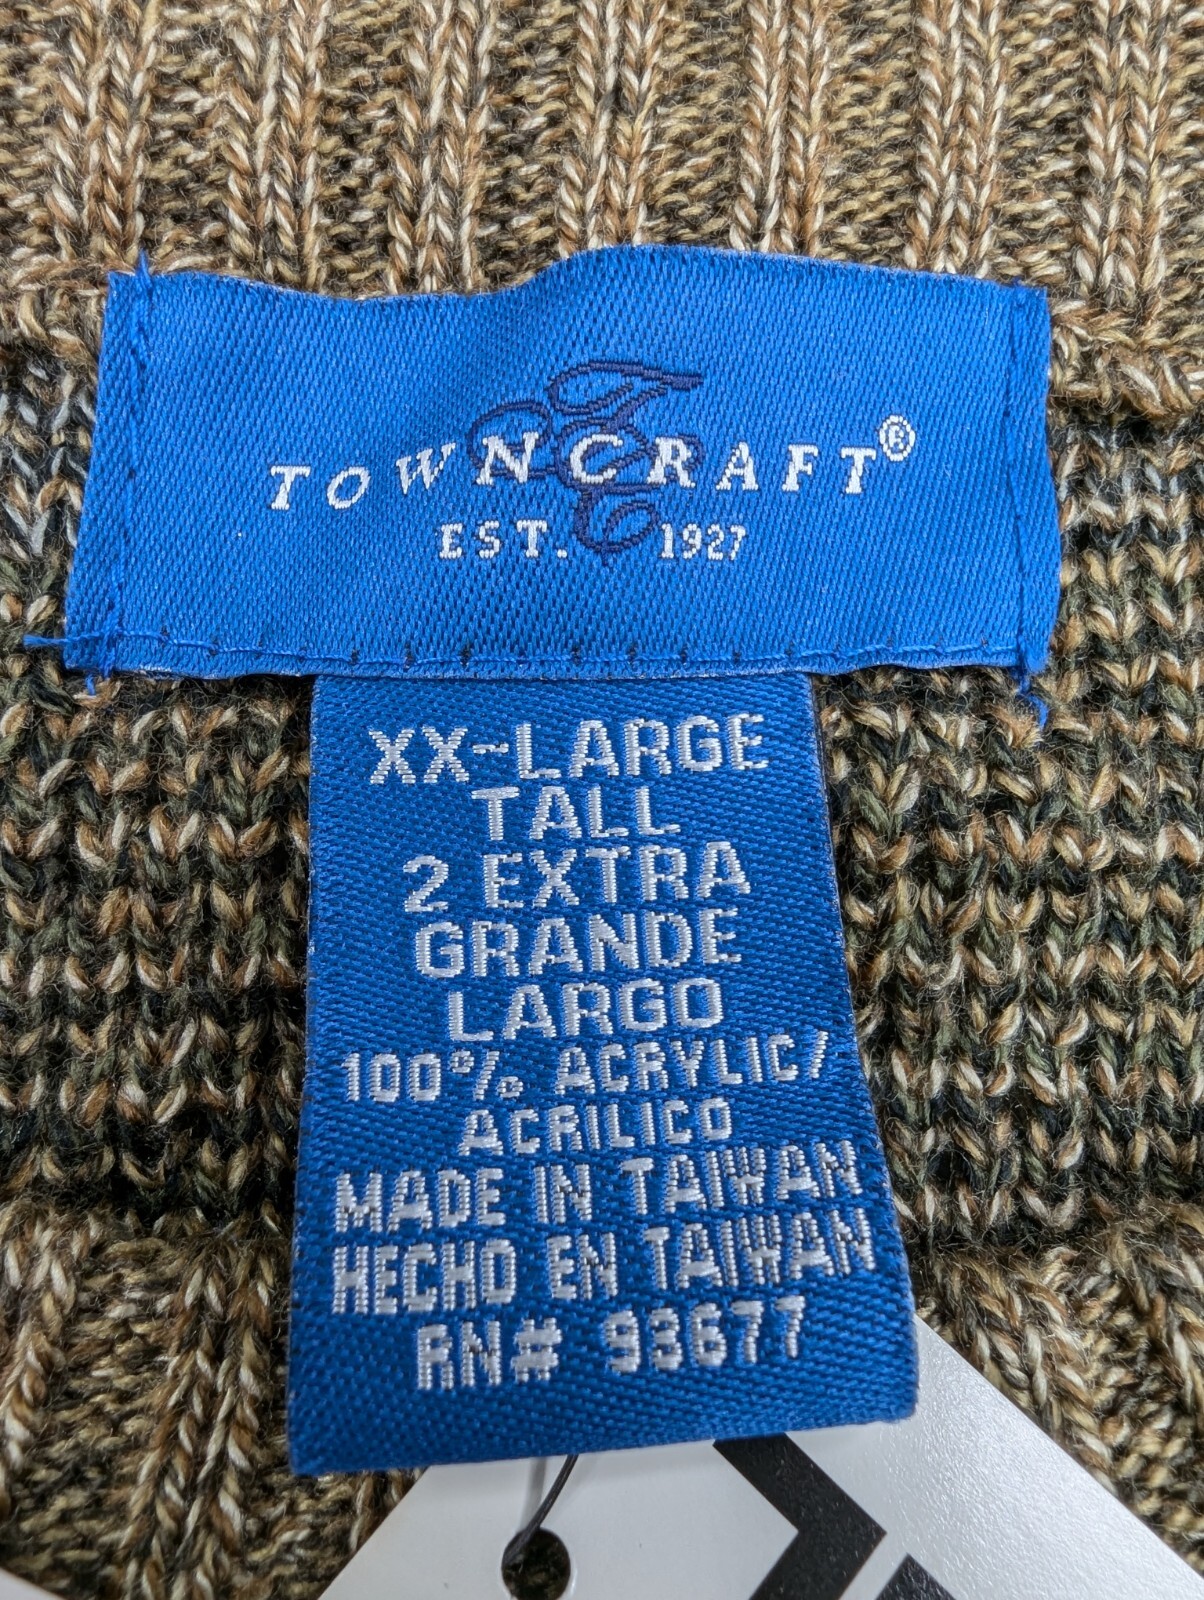 TOWNCRAFT®
EST. 1927
XX-LARGE
TALL
2 EXTRA
GRANDE
LARGO
100% ACRYLIC/
ACRILICO
MADE IN TAIWAN
HECHO EN TAIWAN
RN# 93677